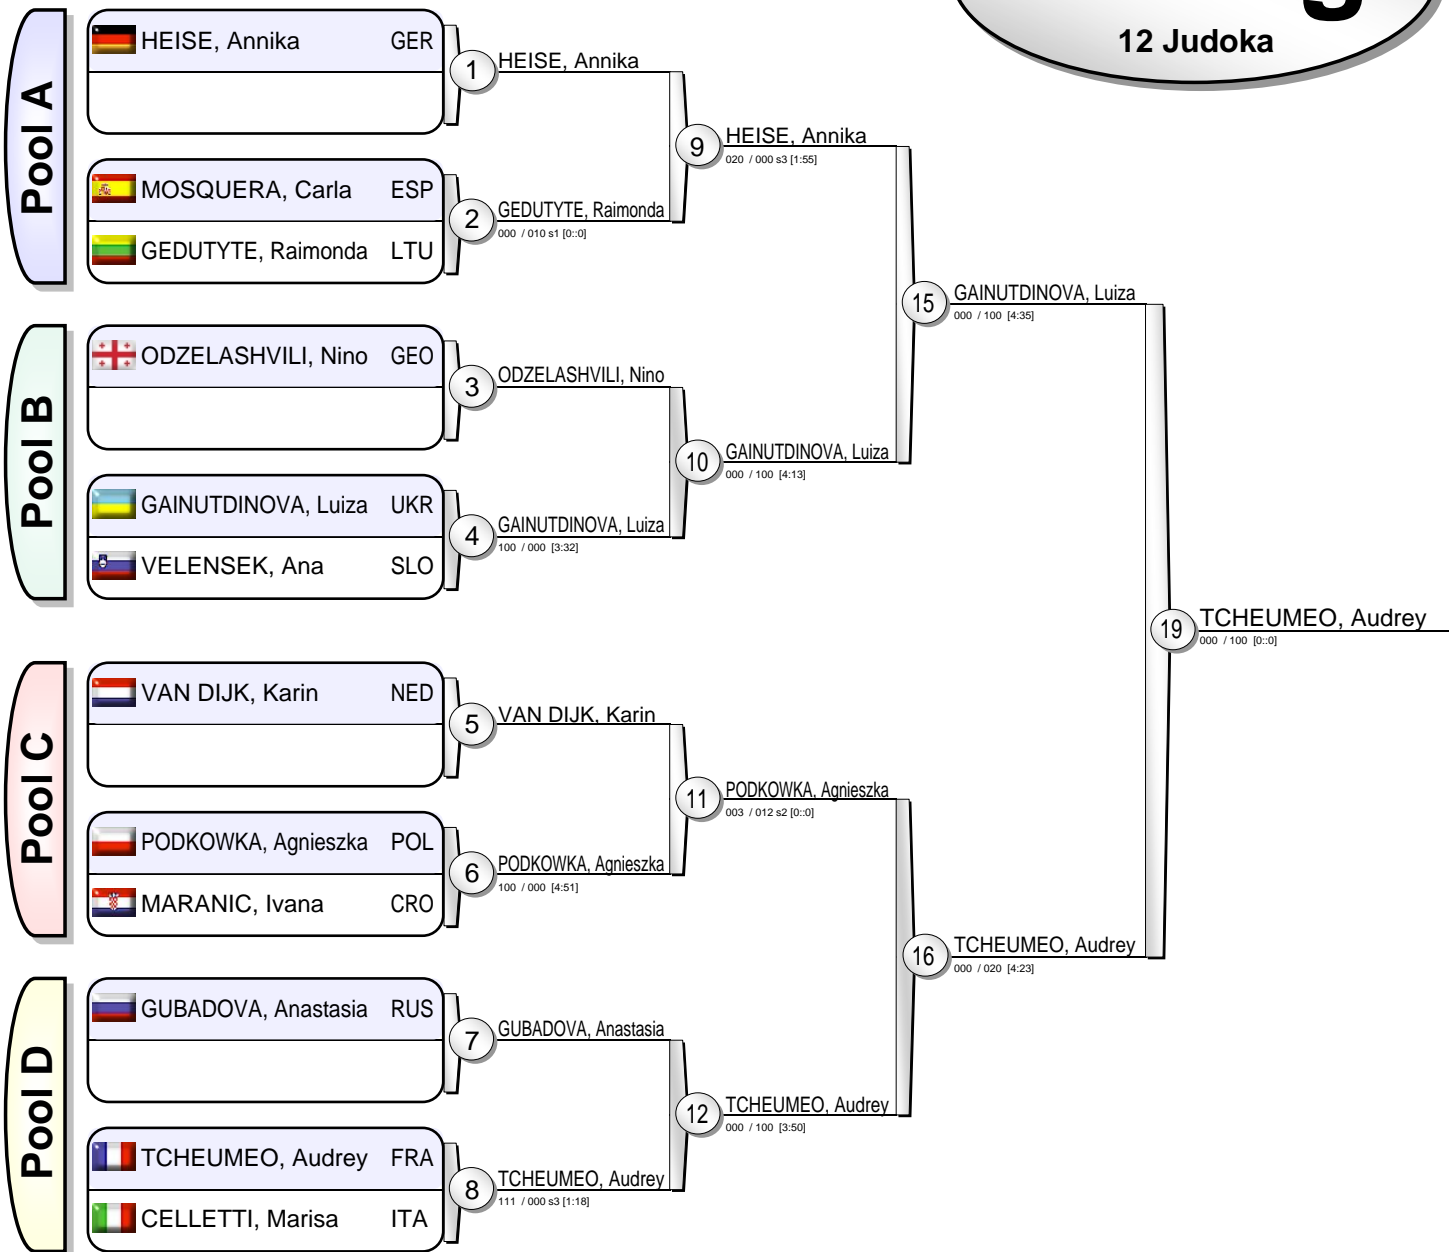 12 Judoka
Pool A
HEISE, Annika GER
MOSQUERA, Carla ESP
GEDUTYTE, Raimonda LTU
1 HEISE, Annika
2 GEDUTYTE, Raimonda
000 / 010 s1 [0::0]
9 HEISE, Annika
020 / 000 s3 [1:55]
Pool B
ODZELASHVILI, Nino GEO
GAINUTDINOVA, Luiza UKR
VELENSEK, Ana SLO
3 ODZELASHVILI, Nino
4 GAINUTDINOVA, Luiza
100 / 000 [3:32]
10 GAINUTDINOVA, Luiza
000 / 100 [4:13]
15 GAINUTDINOVA, Luiza
000 / 100 [4:35]
Pool C
VAN DIJK, Karin NED
PODKOWKA, Agnieszka POL
MARANIC, Ivana CRO
5 VAN DIJK, Karin
6 PODKOWKA, Agnieszka
100 / 000 [4:51]
11 PODKOWKA, Agnieszka
003 / 012 s2 [0::0]
Pool D
GUBADOVA, Anastasia RUS
TCHEUMEO, Audrey FRA
CELLETTI, Marisa ITA
7 GUBADOVA, Anastasia
8 TCHEUMEO, Audrey
111 / 000 s3 [1:18]
12 TCHEUMEO, Audrey
000 / 100 [3:50]
16 TCHEUMEO, Audrey
000 / 020 [4:23]
19 TCHEUMEO, Audrey
000 / 100 [0::0]